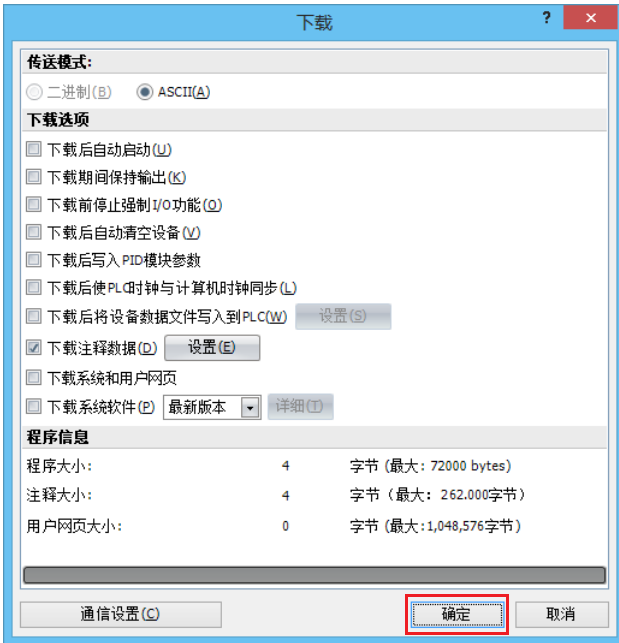 下载
? ×
传送模式:
二进制(B) ASCII(A)
下载选项
下载后自动启动(U)
下载期间保持输出(K)
下载前停止强制I/O功能(O)
下载后自动清空设备(V)
下载后写入PID模块参数
下载后使PLC时钟与计算机时钟同步(L)
下载后将设备数据文件写入到PLC(W) 设置(S)
下载注释数据(D) 设置(E)
下载系统和用户网页
下载系统软件(P) 最新版本 详细(T)
程序信息
程序大小: 4 字节 (最大: 72000 bytes)
注释大小: 4 字节 (最大: 262.000字节)
用户网页大小: 0 字节 (最大:1,048,576字节)
通信设置(C) 确定 取消